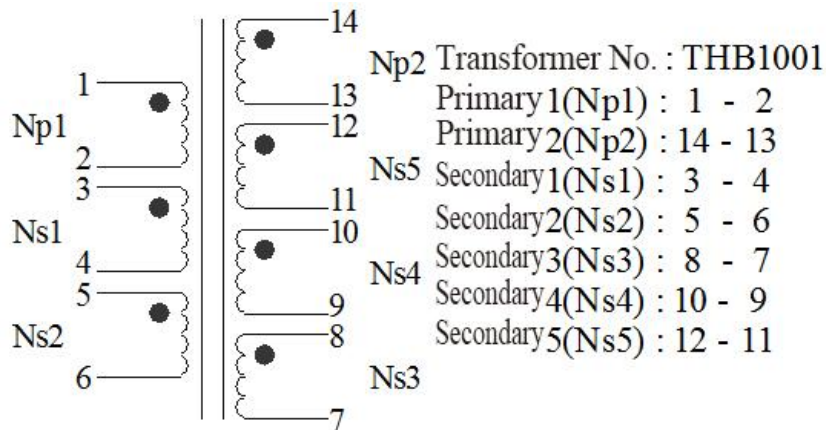 1
2
Np1
3
4
Ns1
5
6
Ns2
14
13
Np2
12
11
Ns5
10
9
Ns4
8
7
Ns3
Transformer No. : THB1001
Primary 1(Np1) : 1 - 2
Primary 2(Np2) : 14 - 13
Secondary 1(Ns1) : 3 - 4
Secondary 2(Ns2) : 5 - 6
Secondary 3(Ns3) : 8 - 7
Secondary 4(Ns4) : 10 - 9
Secondary 5(Ns5) : 12 - 11